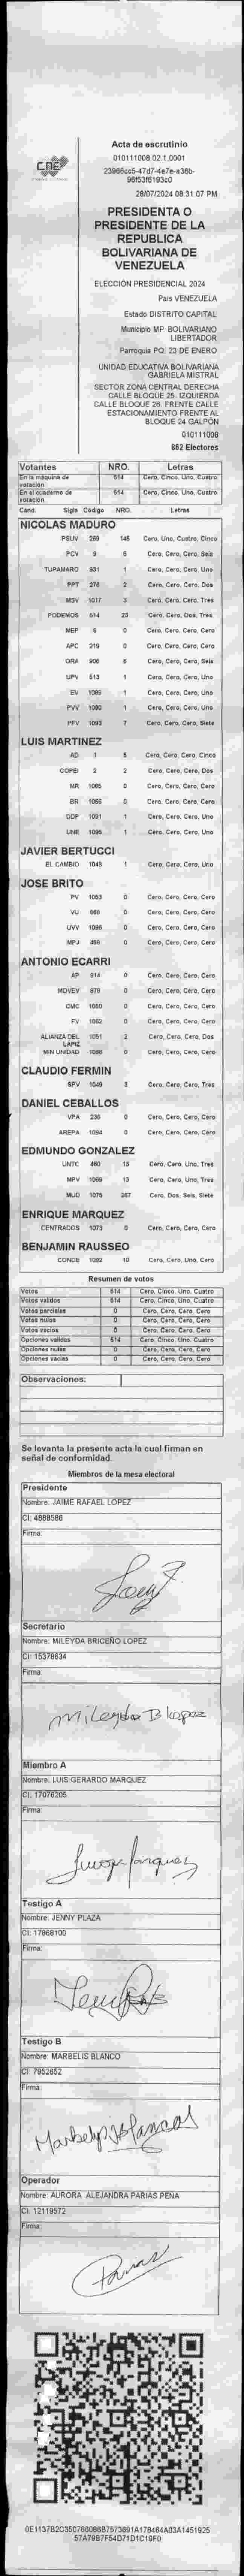 CNE
Acta de escrutinio
010111008.02.1.0001
28/07/2024 08:31:07 PM
PRESIDENTA O
PRESIDENTE DE LA
REPUBLICA
BOLIVARIANA DE
VENEZUELA
ELECCIÓN PRESIDENCIAL 2024
Pais VENEZUELA
Estado DISTRITO CAPITAL
Municipio MP. BOLIVARIANO
LIBERTADOR
Parroquia PQ. 23 DE ENERO
UNIDAD EDUCATIVA BOLIVARIANA
GABRIELA MISTRAL
SECTOR ZONA CENTRAL DERECHA
CALLE BLOQUE 25. IZQUIERDA
CALLE BLOQUE 26. FRENTE CALLE
ESTACIONAMIENTO FRENTE AL
BLOQUE 24 GALPÓN
010111008
862 Electores
Votantes NRO. Letras
En la máquina de votación 514 Cero, Cinco, Uno, Cuatro
En el cuaderno de votación 514 Cero, Cinco, Uno, Cuatro
Cand. Sigla Codigo NRO. Letras
NICOLAS MADURO
PSUV 269 145 Cero, Uno, Cuatro, Cinco
PCV 9 6 Cero, Cero, Cero, Seis
TUPAMARO 931 1 Cero, Cero, Cero, Uno
PPT 276 2 Cero, Cero, Cero, Dos
MSV 1017 3 Cero, Cero, Cero, Tres
PODEMOS 614 23 Cero, Cero, Dos, Tres
MEP 6 0 Cero, Cero, Cero, Cero
APC 219 0 Cero, Cero, Cero, Cero
ORA 906 6 Cero, Cero, Cero, Seis
UPV 613 1 Cero, Cero, Cero, Uno
EV 1099 1 Cero, Cero, Cero, Uno
PVV 1090 1 Cero, Cero, Cero, Uno
PFV 1093 7 Cero, Cero, Cero, Siete
LUIS MARTINEZ
AD 1 5 Cero, Cero, Cero, Cinco
COPEI 2 2 Cero, Cero, Cero, Dos
MR 1065 0 Cero, Cero, Cero, Cero
BR 1066 0 Cero, Cero, Cero, Cero
DDP 1091 1 Cero, Cero, Cero, Uno
UNE 1095 1 Cero, Cero, Cero, Uno
JAVIER BERTUCCI
EL CAMBIO 1048 1 Cero, Cero, Cero, Uno
JOSE BRITO
PV 1053 0 Cero, Cero, Cero, Cero
VU 868 0 Cero, Cero, Cero, Cero
UVV 1096 0 Cero, Cero, Cero, Cero
MPJ 456 0 Cero, Cero, Cero, Cero
ANTONIO ECARRI
AP 914 0 Cero, Cero, Cero, Cero
MOVEV 878 0 Cero, Cero, Cero, Cero
CMC 1060 0 Cero, Cero, Cero, Cero
FV 1062 0 Cero, Cero, Cero, Cero
ALIANZA DEL LAPIZ 1051 2 Cero, Cero, Cero, Dos
MIN UNIDAD 1086 0 Cero, Cero, Cero, Cero
CLAUDIO FERMIN
SPV 1049 3 Cero, Cero, Cero, Tres
DANIEL CEBALLOS
VPA 230 0 Cero, Cero, Cero, Cero
AREPA 1094 0 Cero, Cero, Cero, Cero
EDMUNDO GONZALEZ
UNTC 460 13 Cero, Cero, Uno, Tres
MPV 1069 13 Cero, Cero, Uno, Tres
MUD 1076 267 Cero, Dos, Seis, Siete
ENRIQUE MARQUEZ
CENTRADOS 1073 0 Cero, Cero, Cero, Cero
BENJAMIN RAUSSEO
CONDE 1092 10 Cero, Cero, Uno, Cero
Resumen de votos
Votos 514 Cero, Cinco, Uno, Cuatro
Votos validos 514 Cero, Cinco, Uno, Cuatro
Votos parciales 0 Cero, Cero, Cero, Cero
Votos nulos 0 Cero, Cero, Cero, Cero
Votos vacios 0 Cero, Cero, Cero, Cero
Opciones validas 514 Cero, Cinco, Uno, Cuatro
Opciones nulas 0 Cero, Cero, Cero, Cero
Opciones vacias 0 Cero, Cero, Cero, Cero
Observaciones:
Se levanta la presente acta la cual firman en
señal de conformidad.
Miembros de la mesa electoral
Presidente
Nombre: JAIME RAFAEL LOPEZ
CI: 4888586
Firma:
Secretario
Nombre: MILEYDA BRICEÑO LOPEZ
CI: 15378634
Firma:
Mileyda B lopez
Miembro A
Nombre: LUIS GERARDO MARQUEZ
CI: 17076205
Firma:
Testigo A
Nombre: JENNY PLAZA
CI: 17868100
Firma:
Testigo B
Nombre: MARBELIS BLANCO
CI: 7952652
Firma:
Marbelys Blanco
Operador
Nombre: AURORA ALEJANDRA PARIAS PEÑA
CI: 12119572
Firma:
Parias